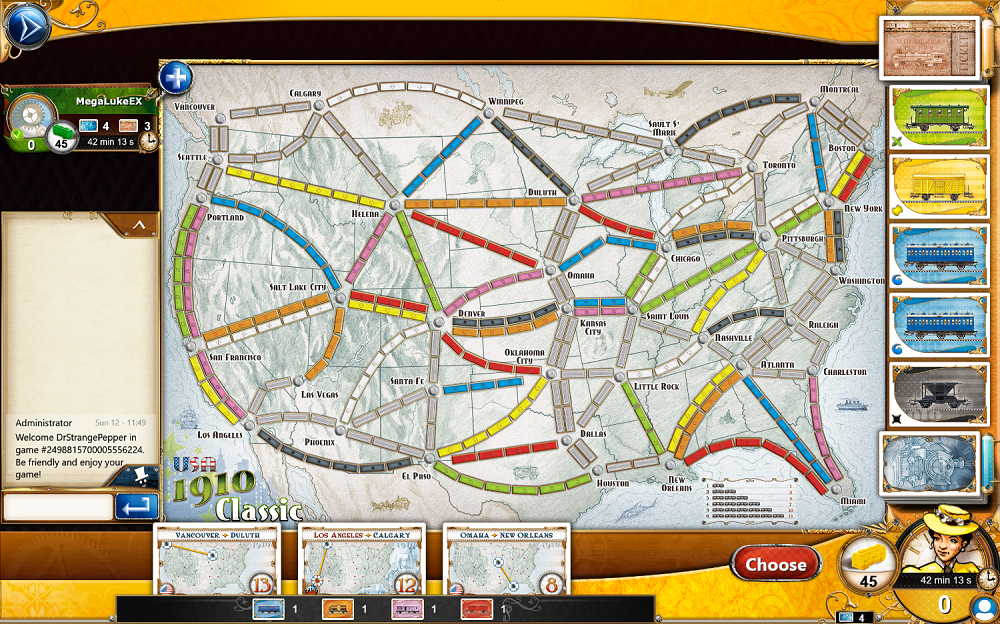 MegaLukeEX
4
3
0
45
42 min 13 s
Vancouver
Calgary
Winnipeg
Montréal
Sault St
Marie
Seattle
Boston
Toronto
Duluth
Helena
Portland
New York
Pittsburgh
Chicago
Omaha
Washington
Salt Lake City
Denver
Saint Louis
Kansas
City
Raleigh
Nashville
San Francisco
Oklahoma
City
Charleston
Atlanta
Santa Fe
Little Rock
Las Vegas
Los Angeles
Phoenix
Dallas
El Paso
Houston
New
Orleans
Miami
USA
1910
Classic
Administrator
Sun 12 - 11:49
Welcome DrStrangePepper in
game #249881570005556224.
Be friendly and enjoy your
game!
Vancouver - Duluth
13
Los Angeles - Calgary
12
Omaha - New Orleans
8
Choose
45
42 min 13 s
0
4
1
1
1
1